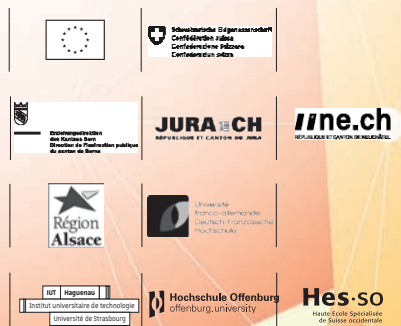 Schweizerische Eidgenossenschaft
Confédération suisse
Confederazione Svizzera
Confederaziun svizra
Erziehungsdirektion
des Kantons Bern
Direction de l'instruction publique
du canton de Berne
JURA CH
RÉPUBLIQUE ET CANTON DU JURA
ne.ch
RÉPUBLIQUE ET CANTON DE NEUCHÂTEL
Région
Alsace
Université
franco-allemande
Deutsch-Französische
Hochschule
IUT Haguenau
Institut universitaire de technologie
Université de Strasbourg
Hochschule Offenburg
offenburg.university
Hes·so
Haute Ecole Spécialisée
de Suisse occidentale